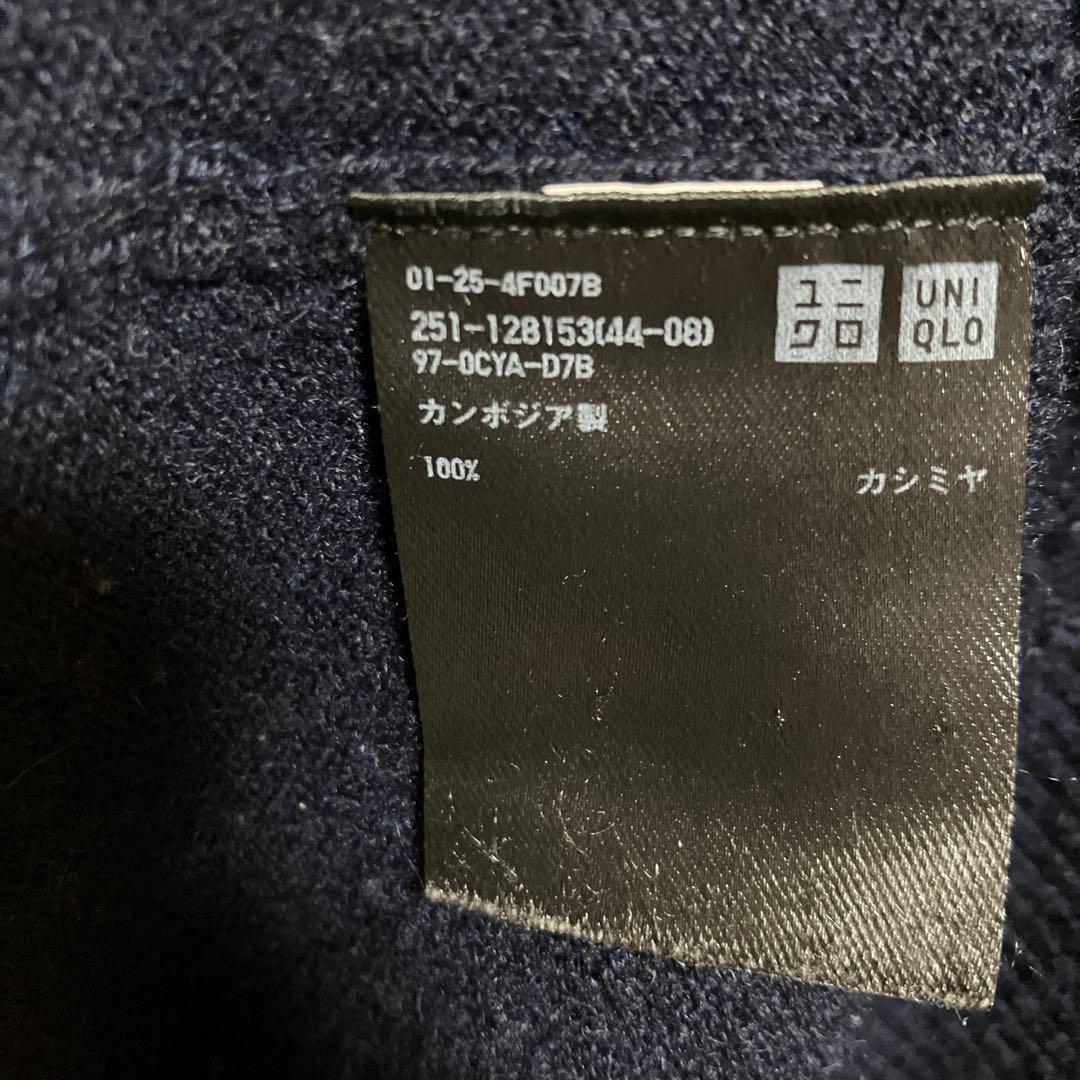 01-25-4F007B
251-128153(44-08)
97-0CYA-D7B
カンボジア製
100% カシミヤ
ユニ
クロ
UNI
QLO